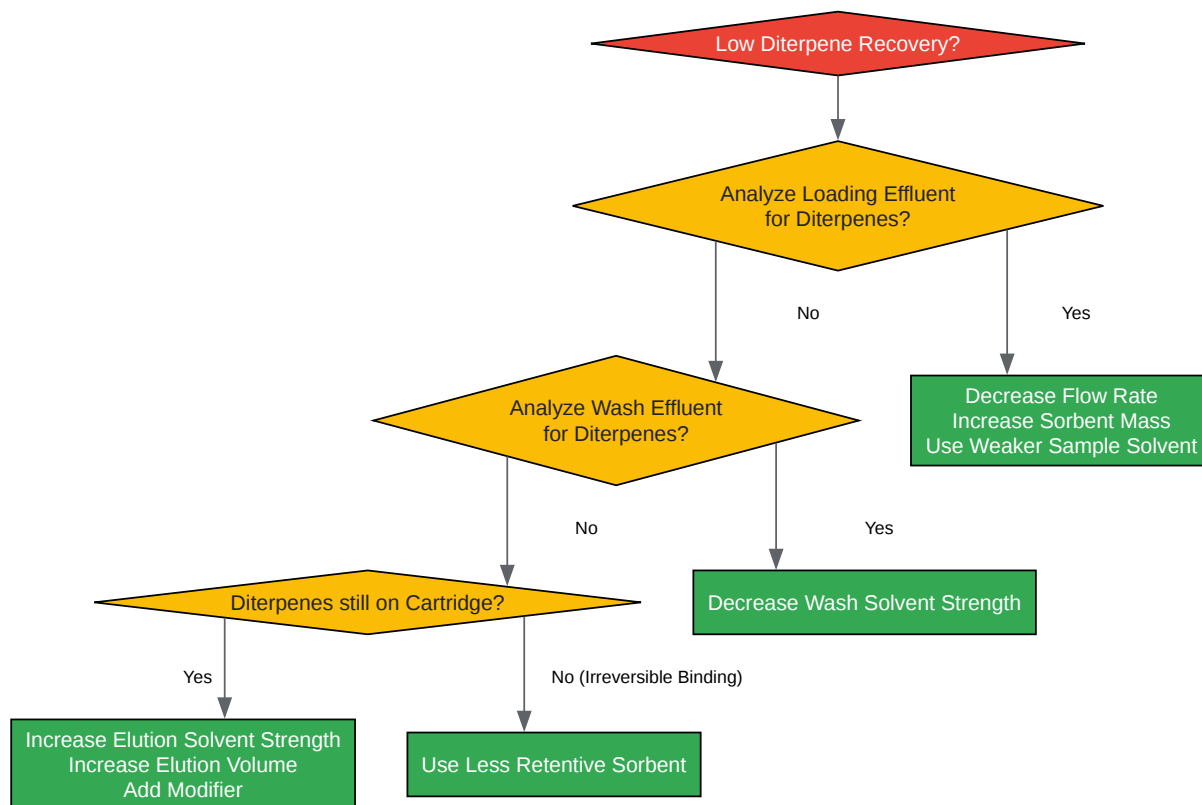 Low Diterpene Recovery?
Analyze Loading Effluent
for Diterpenes?
No
Yes
Analyze Wash Effluent
for Diterpenes?
Decrease Flow Rate
Increase Sorbent Mass
Use Weaker Sample Solvent
No
Yes
Diterpenes still on Cartridge?
Decrease Wash Solvent Strength
Yes
No (Irreversible Binding)
Increase Elution Solvent Strength
Increase Elution Volume
Add Modifier
Use Less Retentive Sorbent